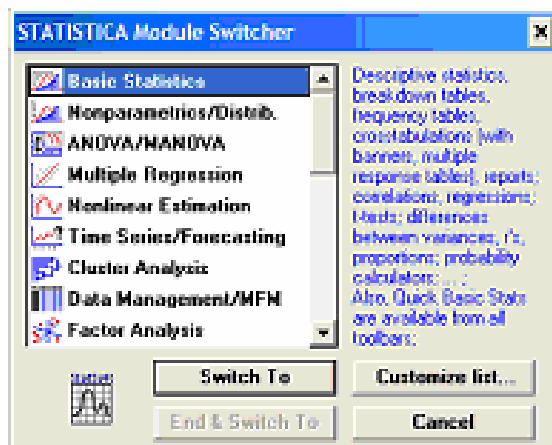 STATISTICA Module Switcher
Basic Statistics
Nonparametrics/Distrib.
ANOVA/MANOVA
Multiple Regression
Nonlinear Estimation
Time Series/Forecasting
Cluster Analysis
Data Management/MFM
Factor Analysis
Descriptive statistics,
breakdown tables,
frequency tables,
crosstabulations (with
banners, multiple
response tables), reports;
correlations, regressions;
t-tests; differences
between variances, r's,
proportions; probability
calculators; ... ;
Also, Quick Basic Stats
are available from all
toolbars;
Switch To
Customize list...
End & Switch To
Cancel